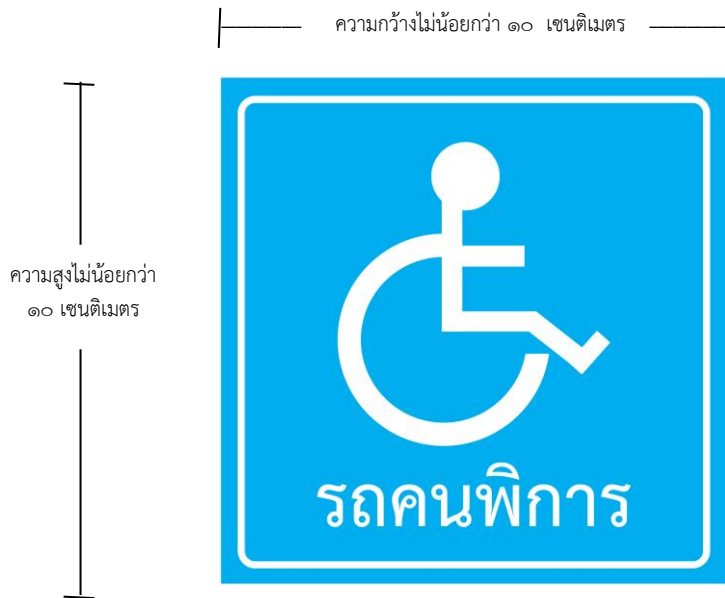 ความกว้างไม่น้อยกว่า ๑๐ เซนติเมตร
ความสูงไม่น้อยกว่า
๑๐ เซนติเมตร
รถคนพิการ